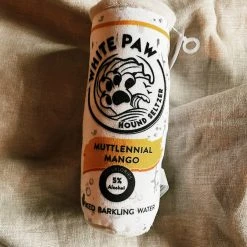 WHITE PAW
HOUND SELTZER
MUTTLENNIAL
MANGO
5%
Alcohol
BARKLING WATER